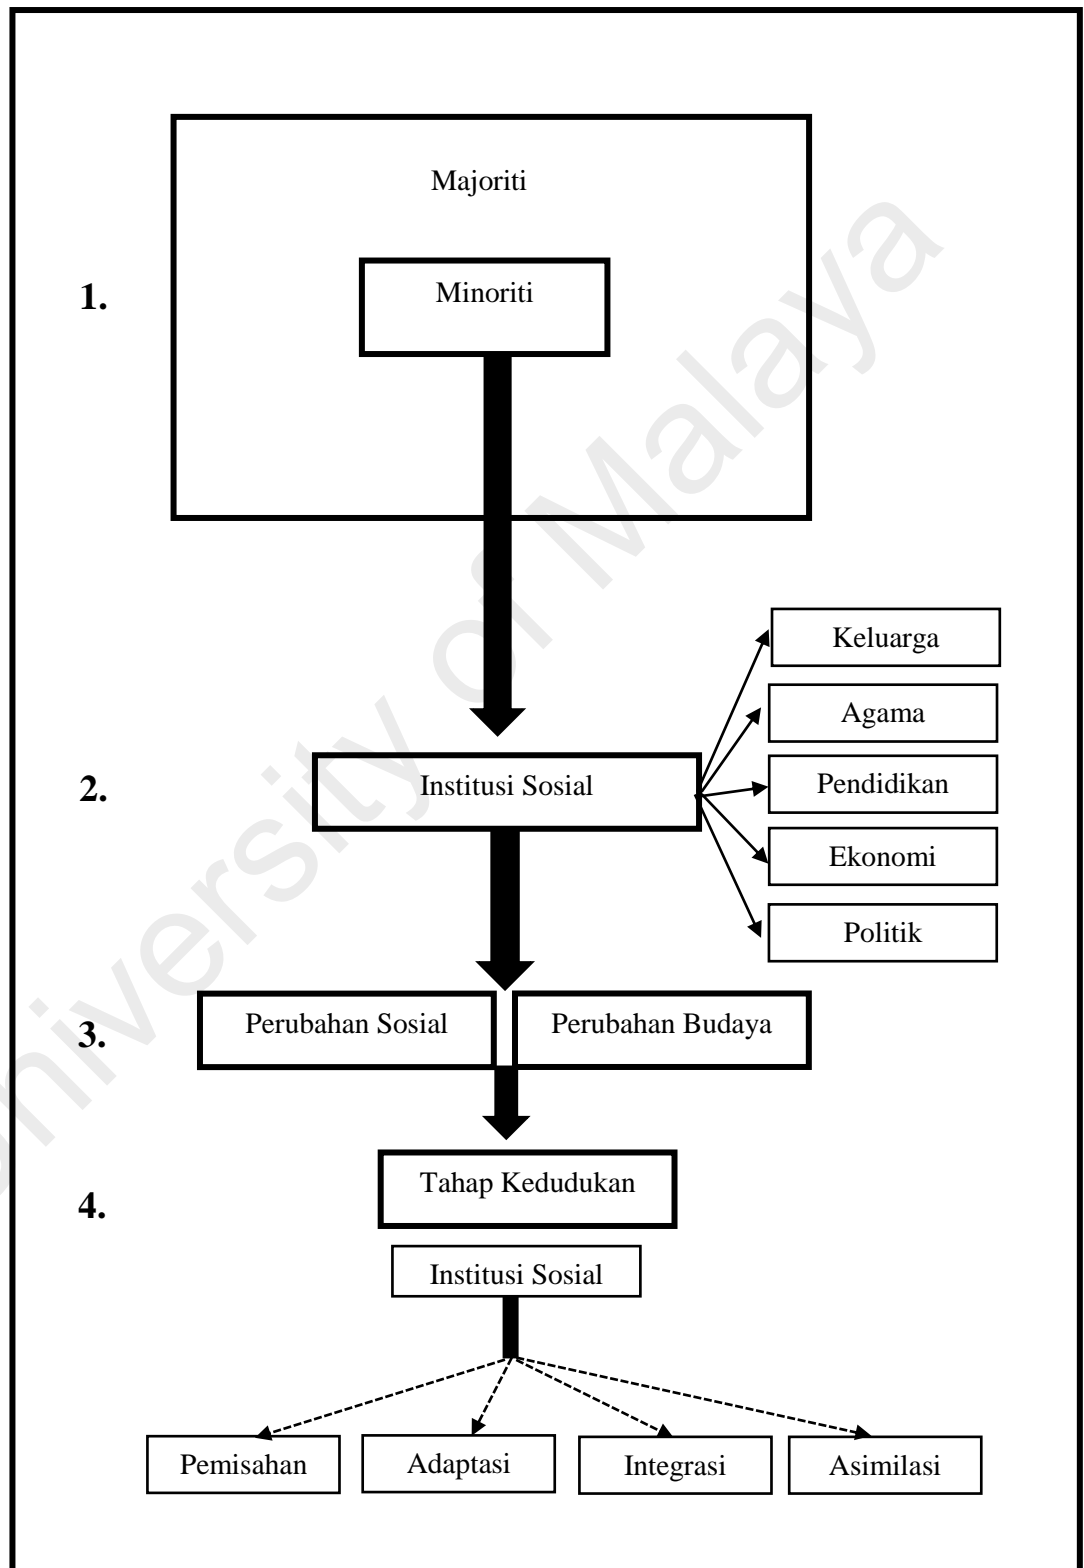 Majoriti
1.
Minoriti
Keluarga
Agama
2.
Institusi Sosial
Pendidikan
Ekonomi
Politik
3.
Perubahan Sosial
Perubahan Budaya
4.
Tahap Kedudukan
Institusi Sosial
Pemisahan
Adaptasi
Integrasi
Asimilasi
University of Malaya